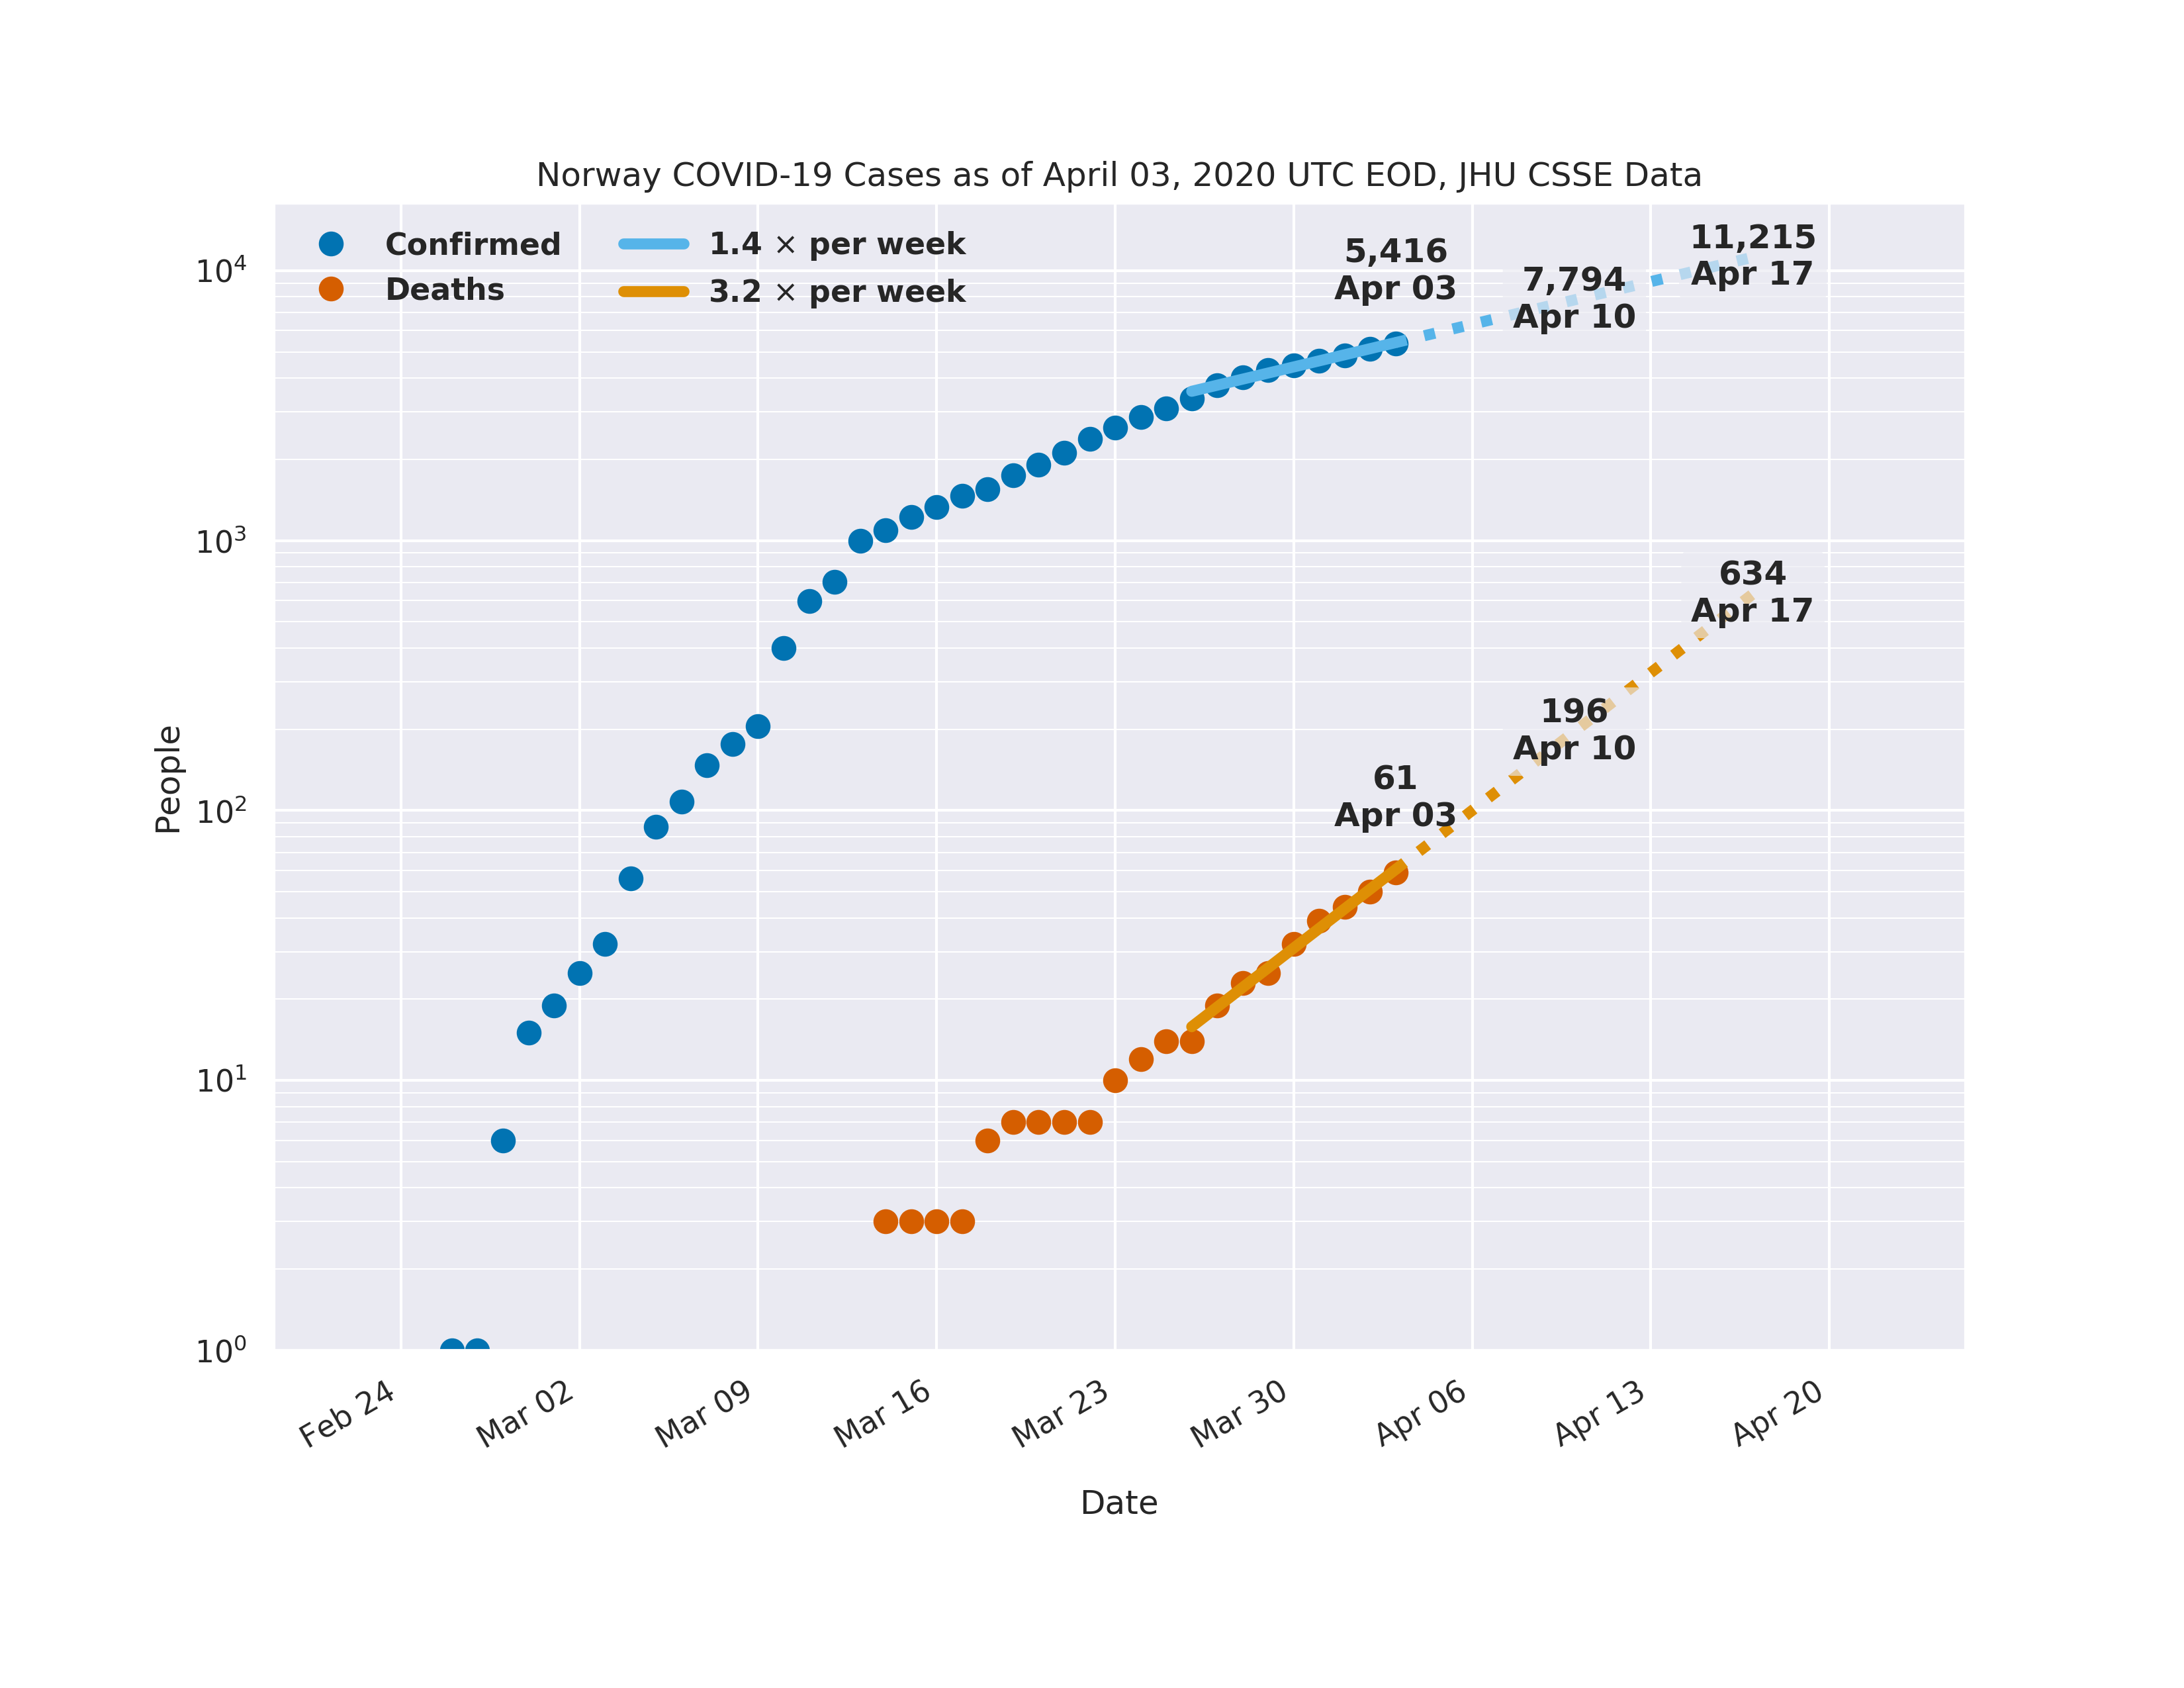 Norway COVID-19 Cases as of April 03, 2020 UTC EOD, JHU CSSE Data
Confirmed
Deaths
1.4 × per week
3.2 × per week
5,416
Apr 03
7,794
Apr 10
11,215
Apr 17
634
Apr 17
196
Apr 10
61
Apr 03
People
10⁴
10³
10²
10¹
10⁰
Feb 24
Mar 02
Mar 09
Mar 16
Mar 23
Mar 30
Apr 06
Apr 13
Apr 20
Date